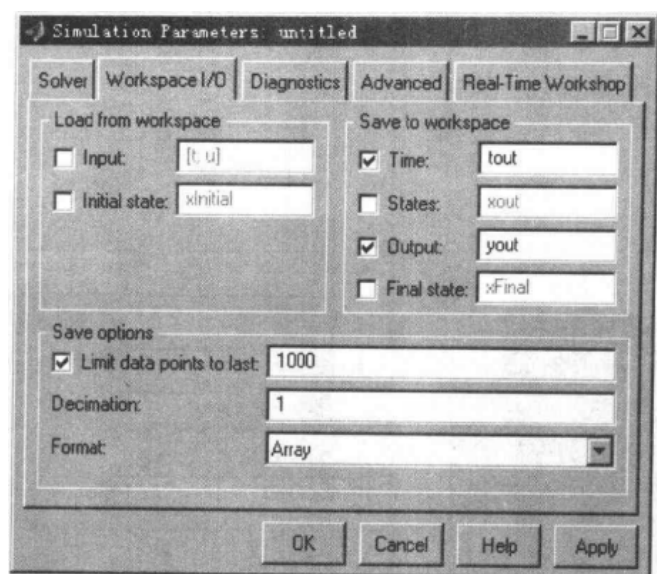 Simulation Parameters: untitled
Solver Workspace I/O Diagnostics Advanced Real-Time Workshop
Load from workspace
Input: [t, u]
Initial state: xInitial
Save to workspace
Time: tout
States: xout
Output: yout
Final state: xFinal
Save options
Limit data points to last: 1000
Decimation: 1
Format: Array
OK Cancel Help Apply